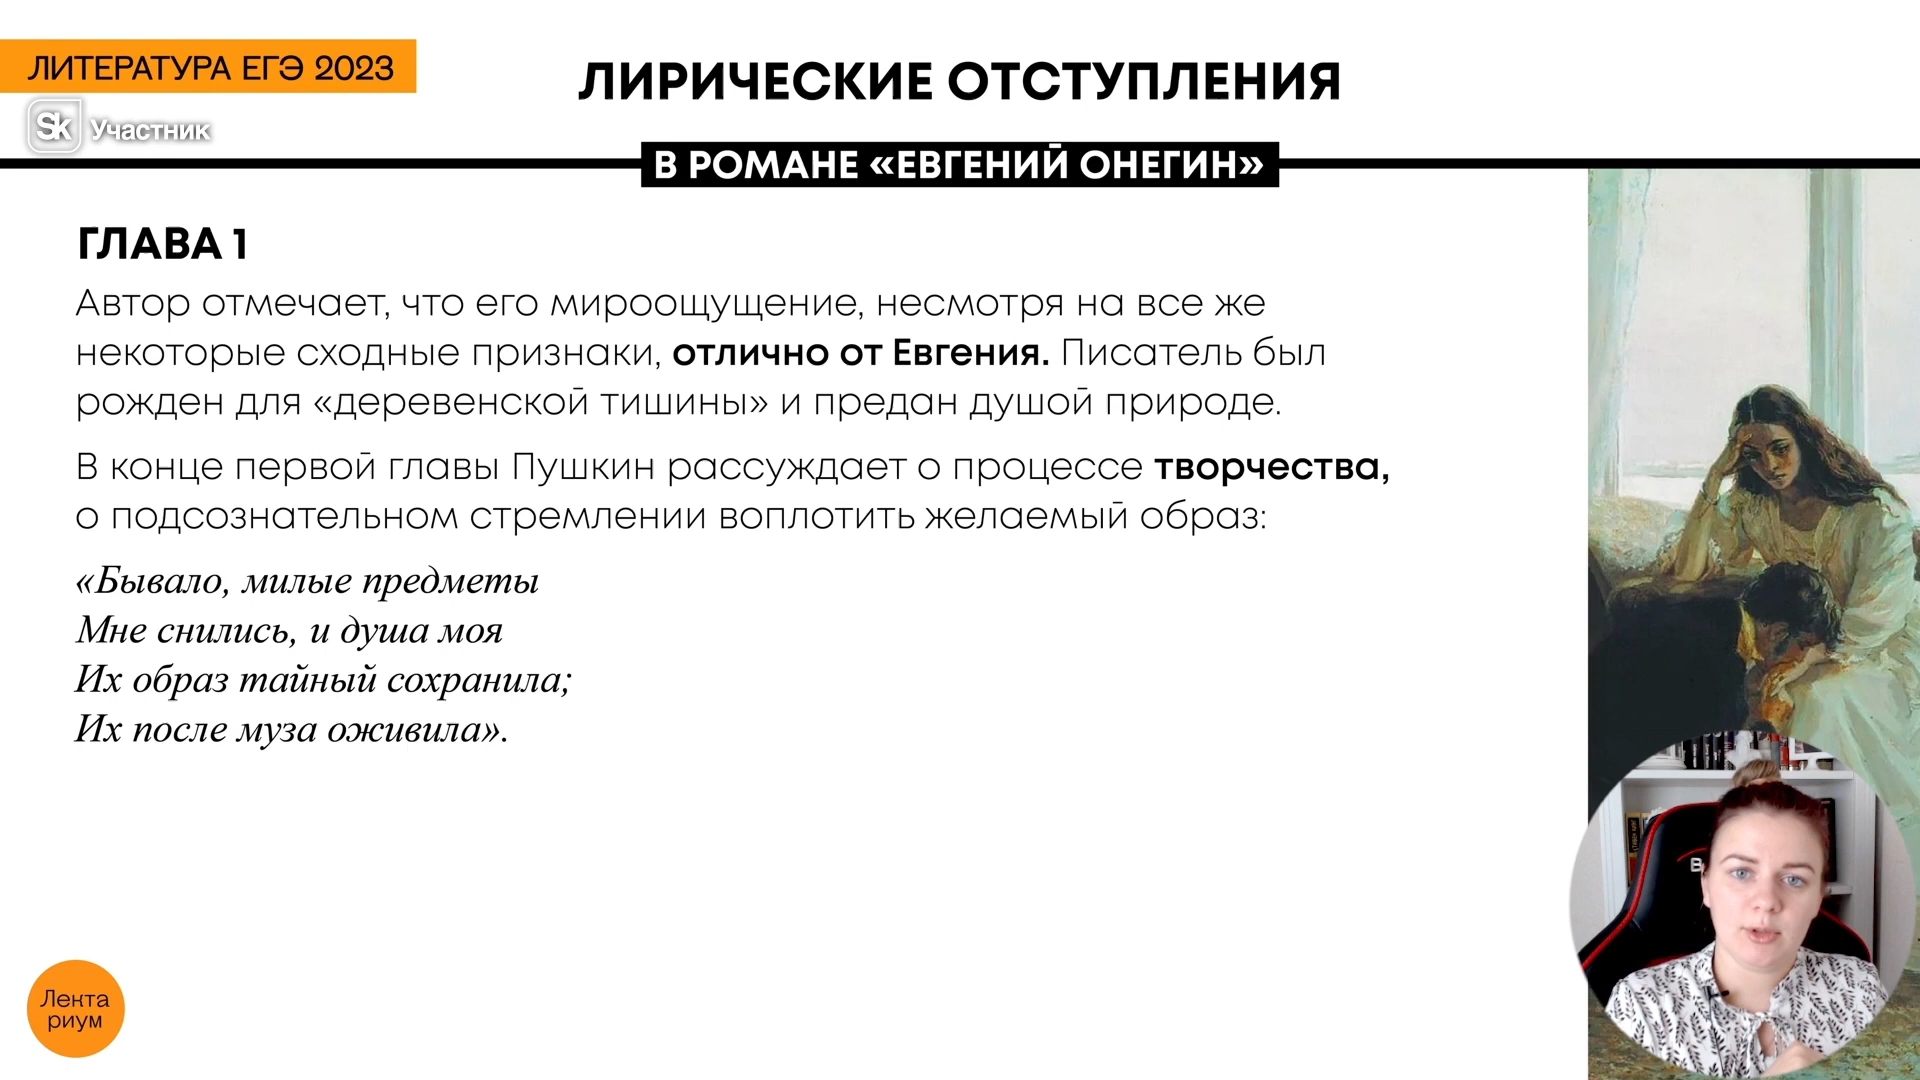 ЛИТЕРАТУРА ЕГЭ 2023
Sk Участник
ЛИРИЧЕСКИЕ ОТСТУПЛЕНИЯ
В РОМАНЕ «ЕВГЕНИЙ ОНЕГИН»
ГЛАВА 1
Автор отмечает, что его мироощущение, несмотря на все же
некоторые сходные признаки, отлично от Евгения. Писатель был
рожден для «деревенской тишины» и предан душой природе.
В конце первой главы Пушкин рассуждает о процессе творчества,
о подсознательном стремлении воплотить желаемый образ:
«Бывало, милые предметы
Мне снились, и душа моя
Их образ тайный сохранила;
Их после муза оживила».
Лекта
риум